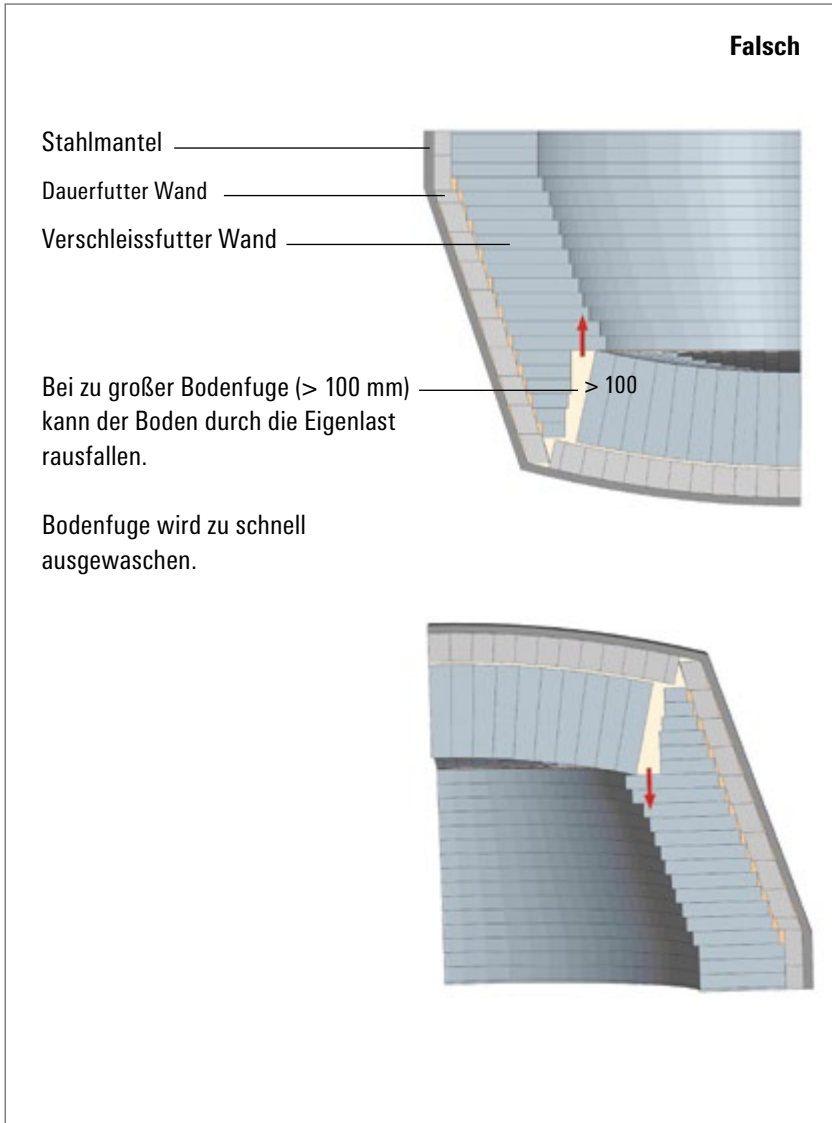 Falsch
Stahlmantel
Dauerfutter Wand
Verschleissfutter Wand
Bei zu großer Bodenfuge (> 100 mm)
> 100
kann der Boden durch die Eigenlast
rausfallen.
Bodenfuge wird zu schnell
ausgewaschen.